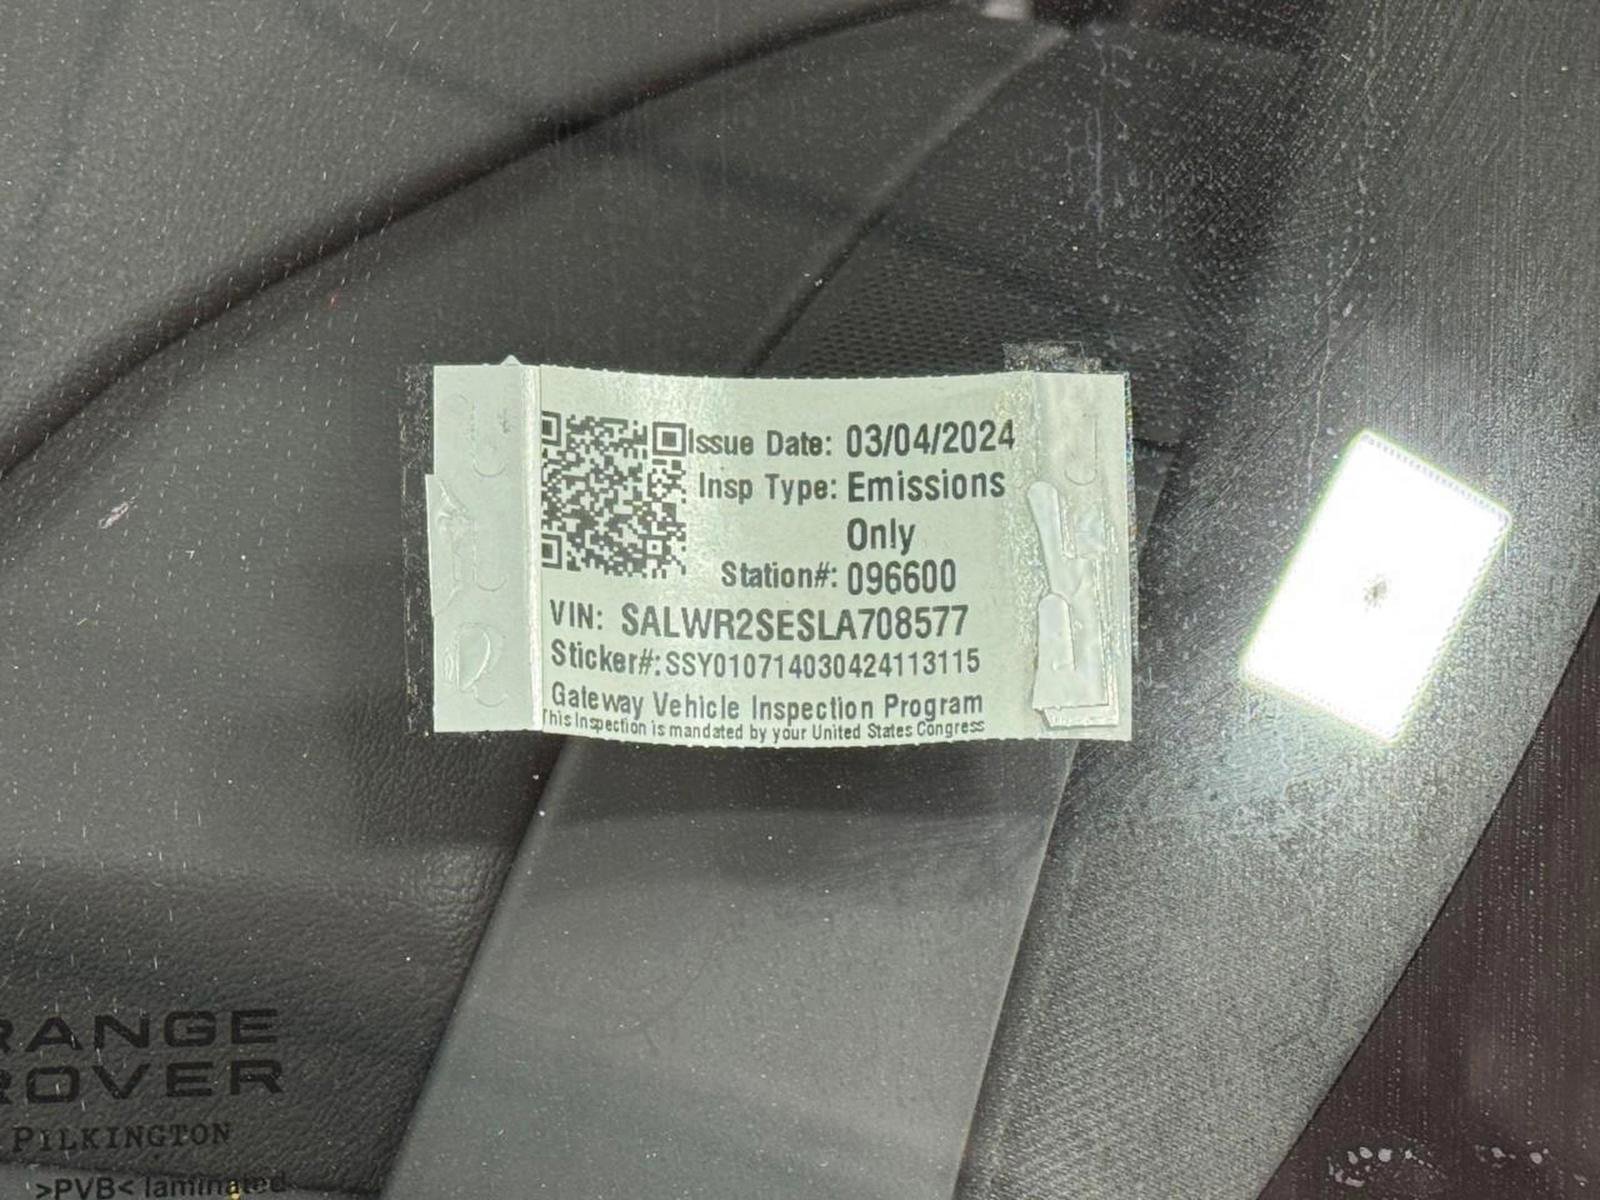 Issue Date: 03/04/2024
Insp Type: Emissions
Only
Station#: 096600
VIN: SALWR2SESLA708577
Sticker#: SSY010714030424113115
Gateway Vehicle Inspection Program
This Inspection is mandated by your United States Congress
RANGE
ROVER
PILKINGTON
>PVB< laminated